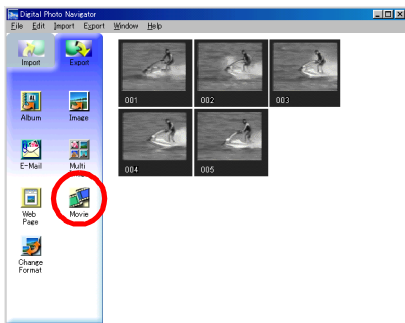 Digital Photo Navigator
File Edit Import Export Window Help
Import Export
001 002 003
Album Image
004 005
E-Mail Multi
Web Page Movie
Change Format